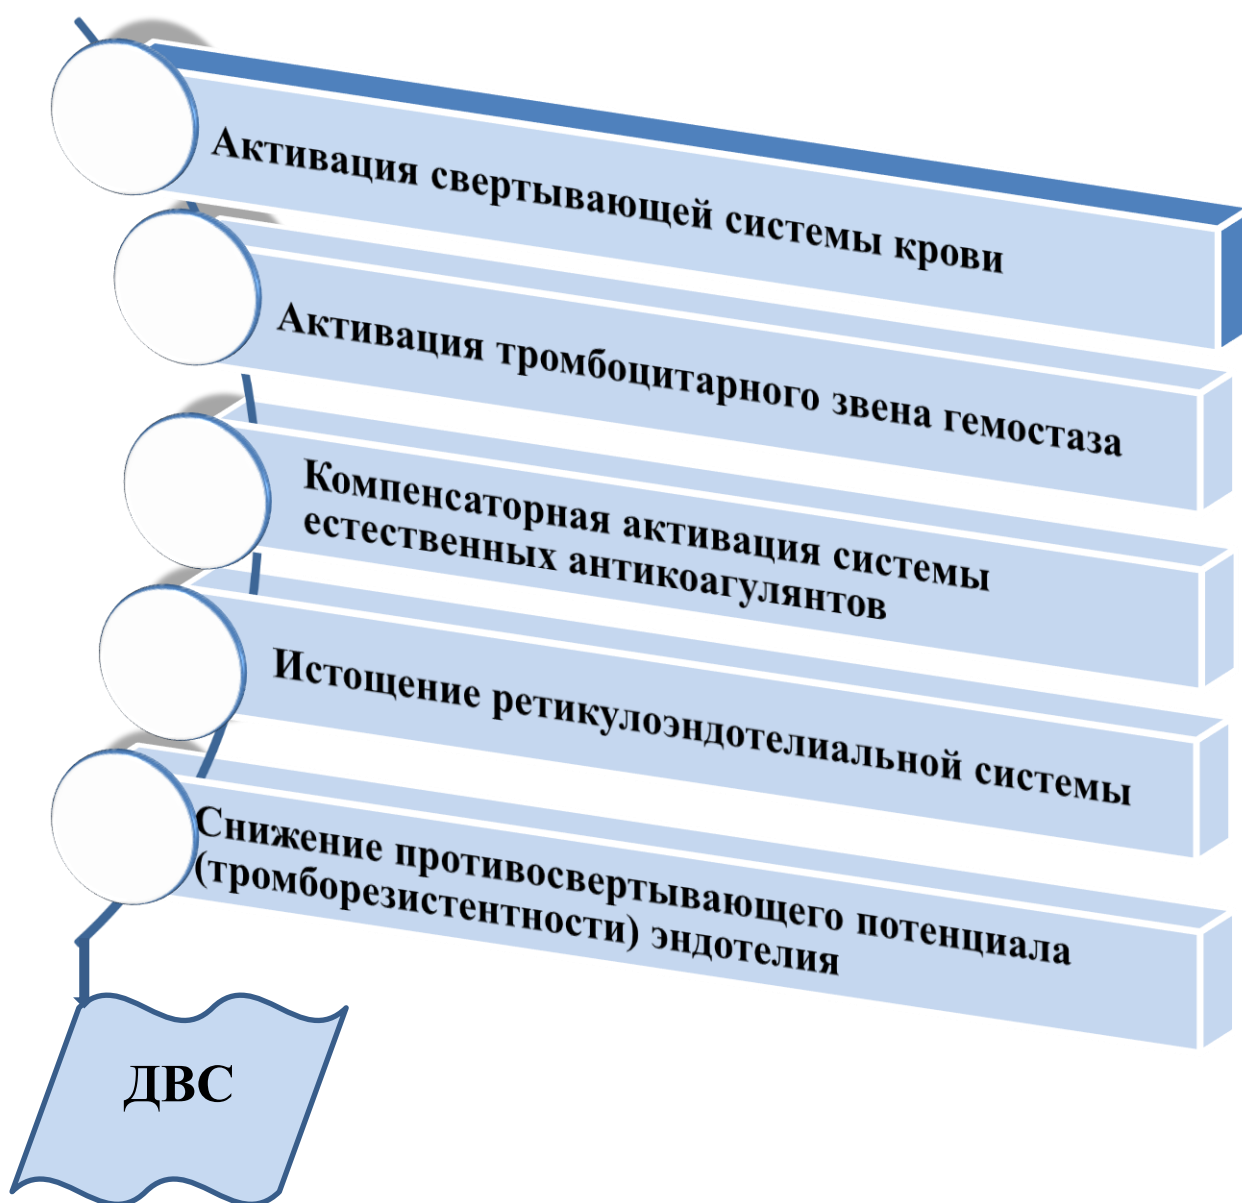 Активация свертывающей системы крови
Активация тромбоцитарного звена гемостаза
Компенсаторная активация системы
естественных антикоагулянтов
Истощение ретикулоэндотелиальной системы
Снижение противосвертывающего потенциала
(тромборезистентности) эндотелия
ДВС